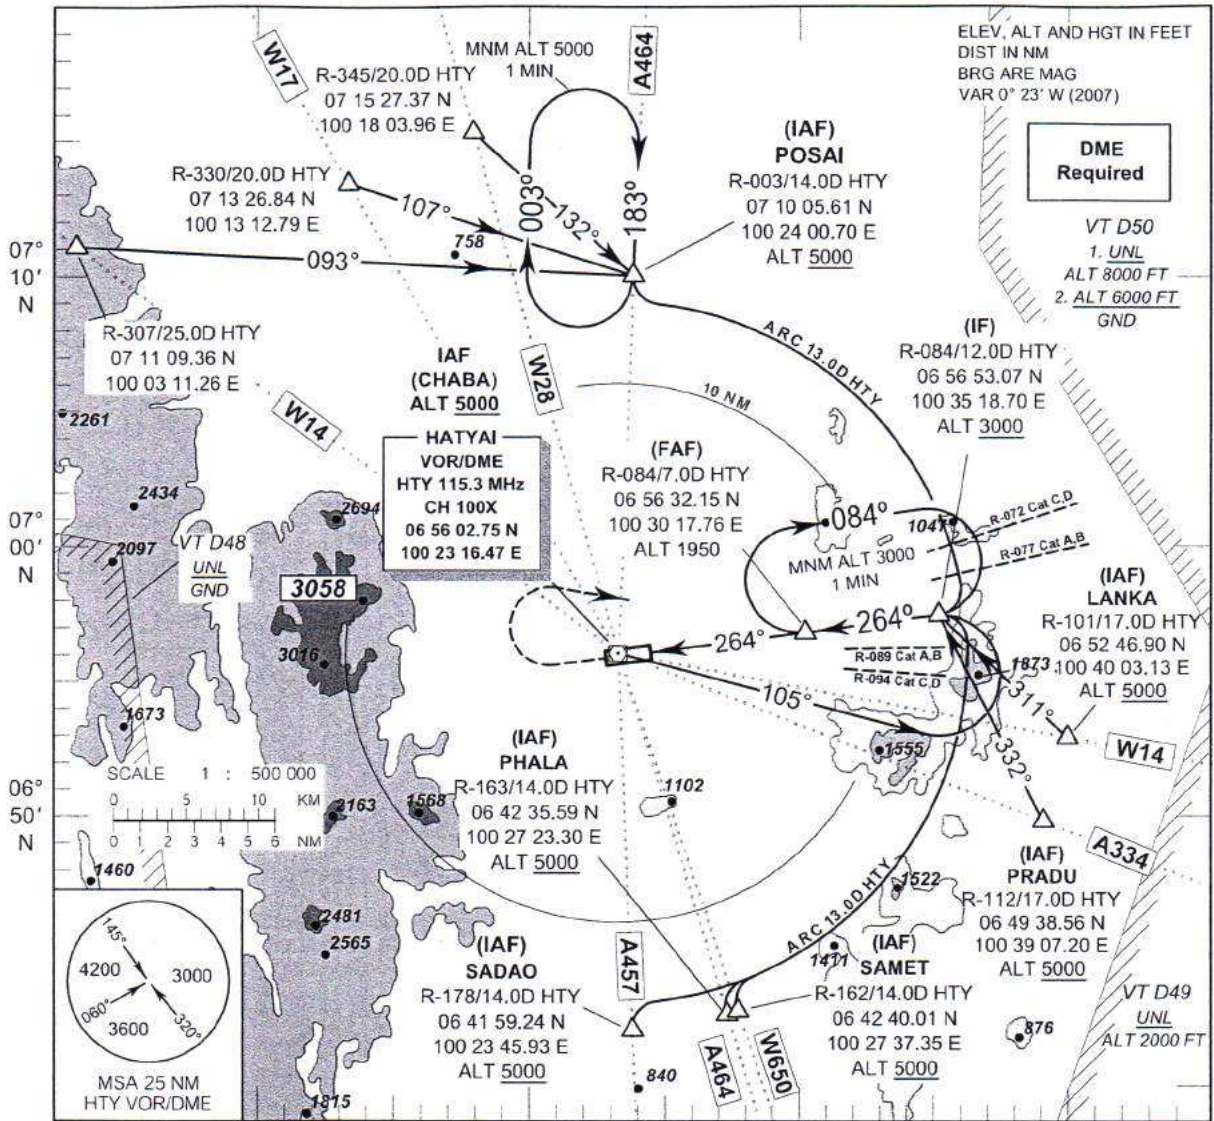 ELEV, ALT AND HGT IN FEET
DIST IN NM
BRG ARE MAG
VAR 0° 23' W (2007)
DME
Required
W17
MNM ALT 5000
1 MIN
A464
R-345/20.0D HTY
07 15 27.37 N
100 18 03.96 E
(IAF)
POSAI
R-003/14.0D HTY
07 10 05.61 N
100 24 00.70 E
ALT 5000
R-330/20.0D HTY
07 13 26.84 N
100 13 12.79 E
107°
003°
132°
183°
VT D50
1. UNL
ALT 8000 FT
2. ALT 6000 FT
GND
07°
10'
N
093°
758
R-307/25.0D HTY
07 11 09.36 N
100 03 11.26 E
IAF
(CHABA)
ALT 5000
W28
ARC 13.0D HTY
10 NM
(IF)
R-084/12.0D HTY
06 56 53.07 N
100 35 18.70 E
ALT 3000
2261
W14
HATYAI
VOR/DME
HTY 115.3 MHz
CH 100X
06 56 02.75 N
100 23 16.47 E
(FAF)
R-084/7.0D HTY
06 56 32.15 N
100 30 17.76 E
ALT 1950
2434
2694
07°
00'
N
2097
VT D48
UNL
GND
084°
1047
R-072 Cat C,D
R-077 Cat A,B
MNM ALT 3000
1 MIN
3058
(IAF)
LANKA
R-101/17.0D HTY
06 52 46.90 N
100 40 03.13 E
ALT 5000
264°
264°
R-089 Cat A,B
R-094 Cat C,D
3016
1873
311°
105°
1673
W14
1555
332°
SCALE 1 : 500 000
0 5 10 KM
0 1 2 3 4 5 6 NM
(IAF)
PHALA
R-163/14.0D HTY
06 42 35.59 N
100 27 23.30 E
ALT 5000
1102
06°
50'
N
2163
1568
A334
1460
(IAF)
PRADU
R-112/17.0D HTY
06 49 38.56 N
100 39 07.20 E
ALT 5000
1522
ARC 13.0D HTY
2481
2565
145°
4200
3000
060°
3600
320°
MSA 25 NM
HTY VOR/DME
(IAF)
SADAO
R-178/14.0D HTY
06 41 59.24 N
100 23 45.93 E
ALT 5000
A457
1411
(IAF)
SAMET
R-162/14.0D HTY
06 42 40.01 N
100 27 37.35 E
ALT 5000
VT D49
UNL
ALT 2000 FT
876
840
A464
W650
1815